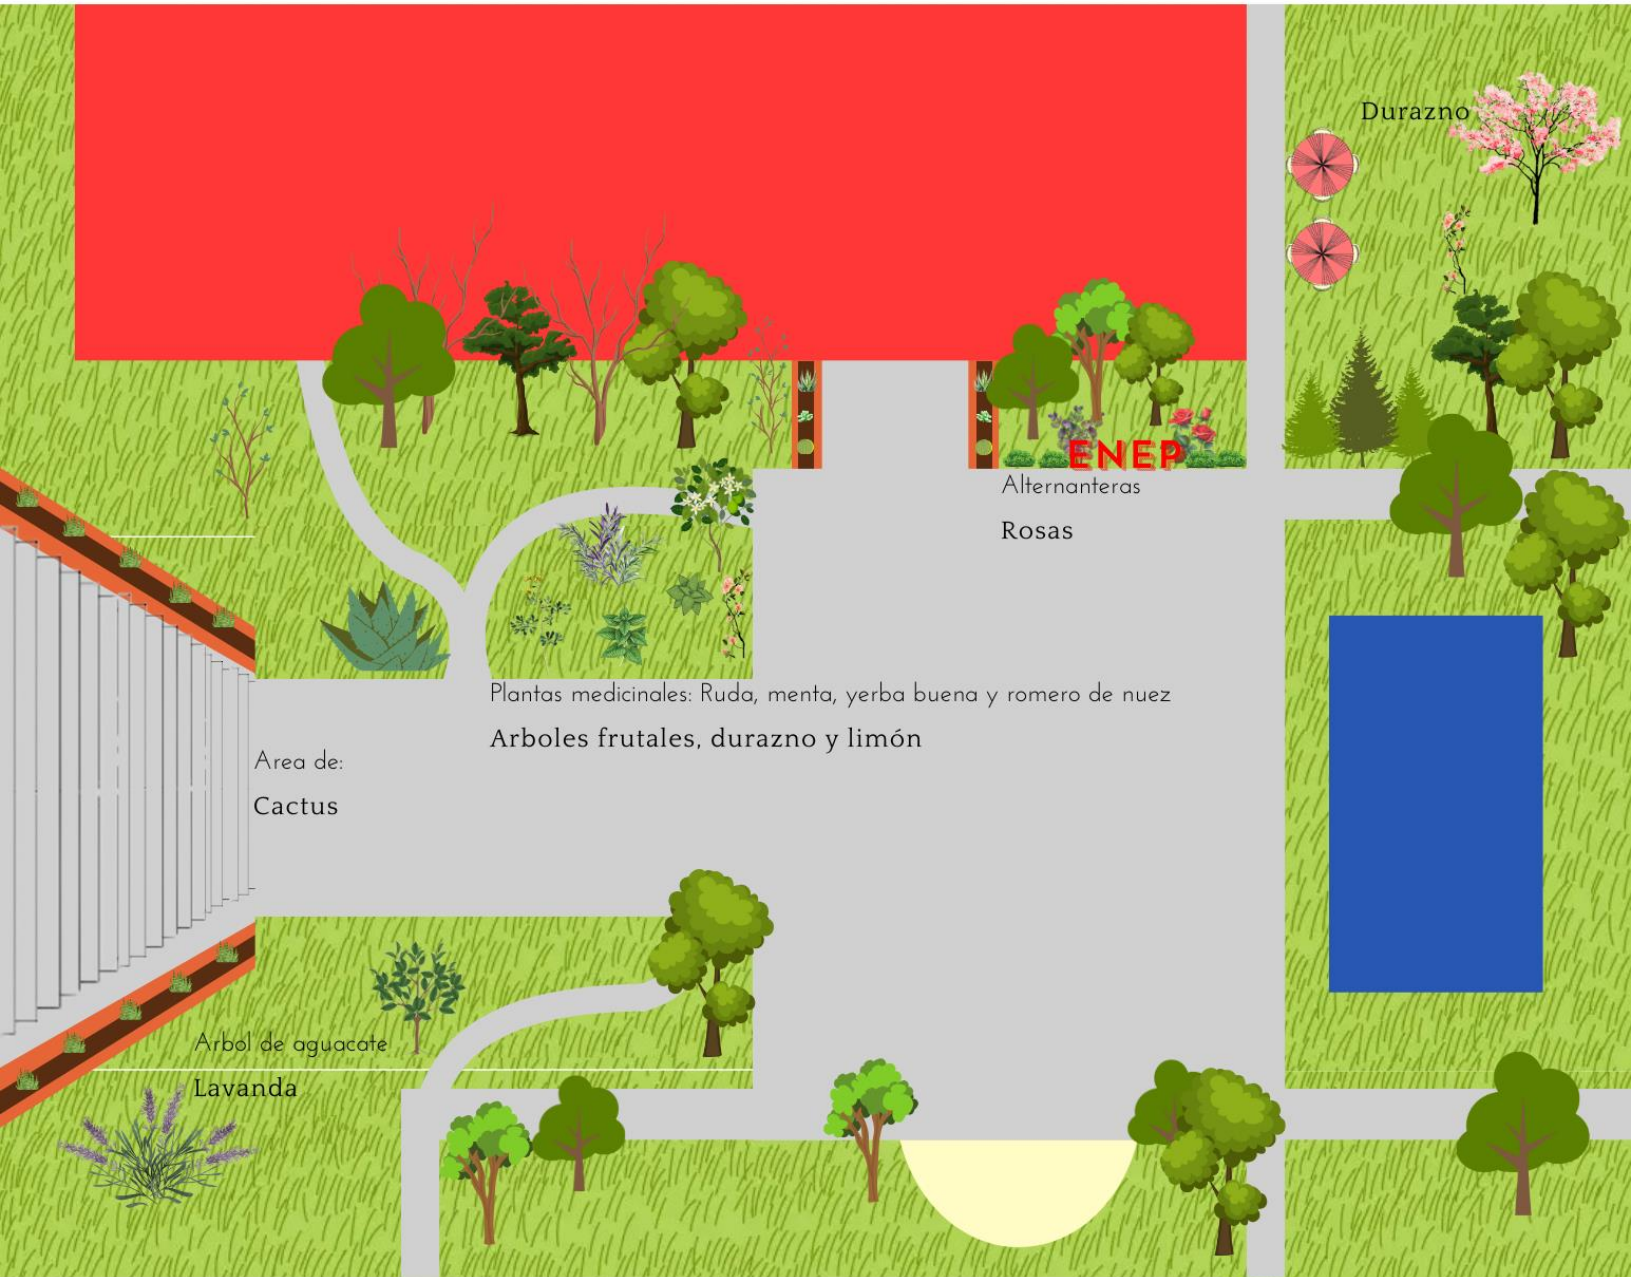 Durazno
ENEP
Alternanteras
Rosas
Plantas medicinales: Ruda, menta, yerba buena y romero de nuez
Arboles frutales, durazno y limón
Area de:
Cactus
Arbol de aguacate
Lavanda